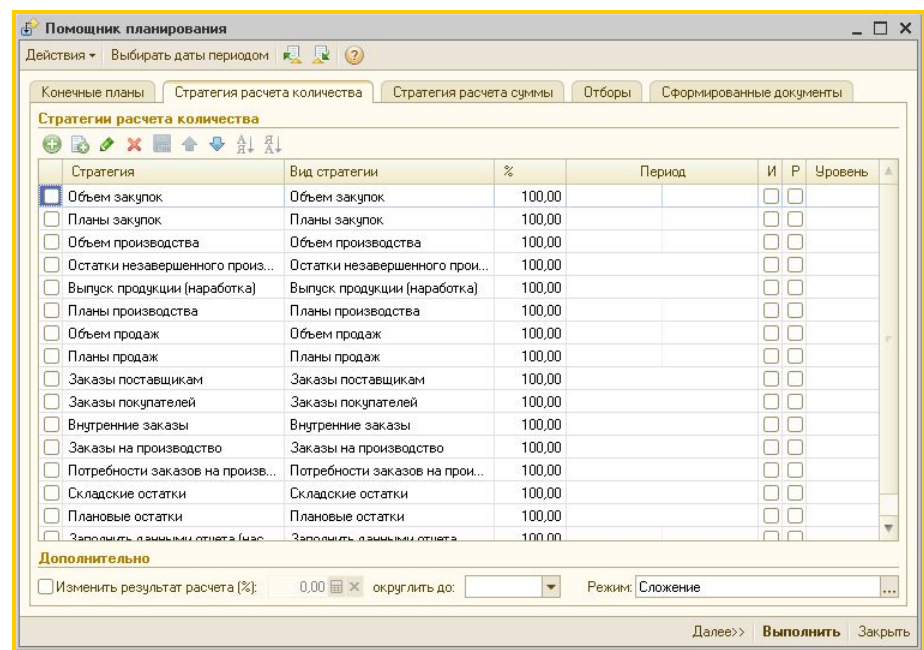 Помощник планирования
Действия Выбирать даты периодом
Конечные планы Стратегия расчета количества Стратегия расчета суммы Отборы Сформированные документы
Стратегии расчета количества
Стратегия Вид стратегии % Период И Р Уровень
Объем закупок Объем закупок 100,00
Планы закупок Планы закупок 100,00
Объем производства Объем производства 100,00
Остатки незавершенного произ... Остатки незавершенного прои... 100,00
Выпуск продукции (наработка) Выпуск продукции (наработка) 100,00
Планы производства Планы производства 100,00
Объем продаж Объем продаж 100,00
Планы продаж Планы продаж 100,00
Заказы поставщикам Заказы поставщикам 100,00
Заказы покупателей Заказы покупателей 100,00
Внутренние заказы Внутренние заказы 100,00
Заказы на производство Заказы на производство 100,00
Потребности заказов на произв... Потребности заказов на прои... 100,00
Складские остатки Складские остатки 100,00
Плановые остатки Плановые остатки 100,00
Заполнить данными отчета (нас Заполнить данными отчета 100,00
Дополнительно
Изменить результат расчета (%): 0,00 округлить до: Режим: Сложение ...
Далее>> Выполнить Закрыть